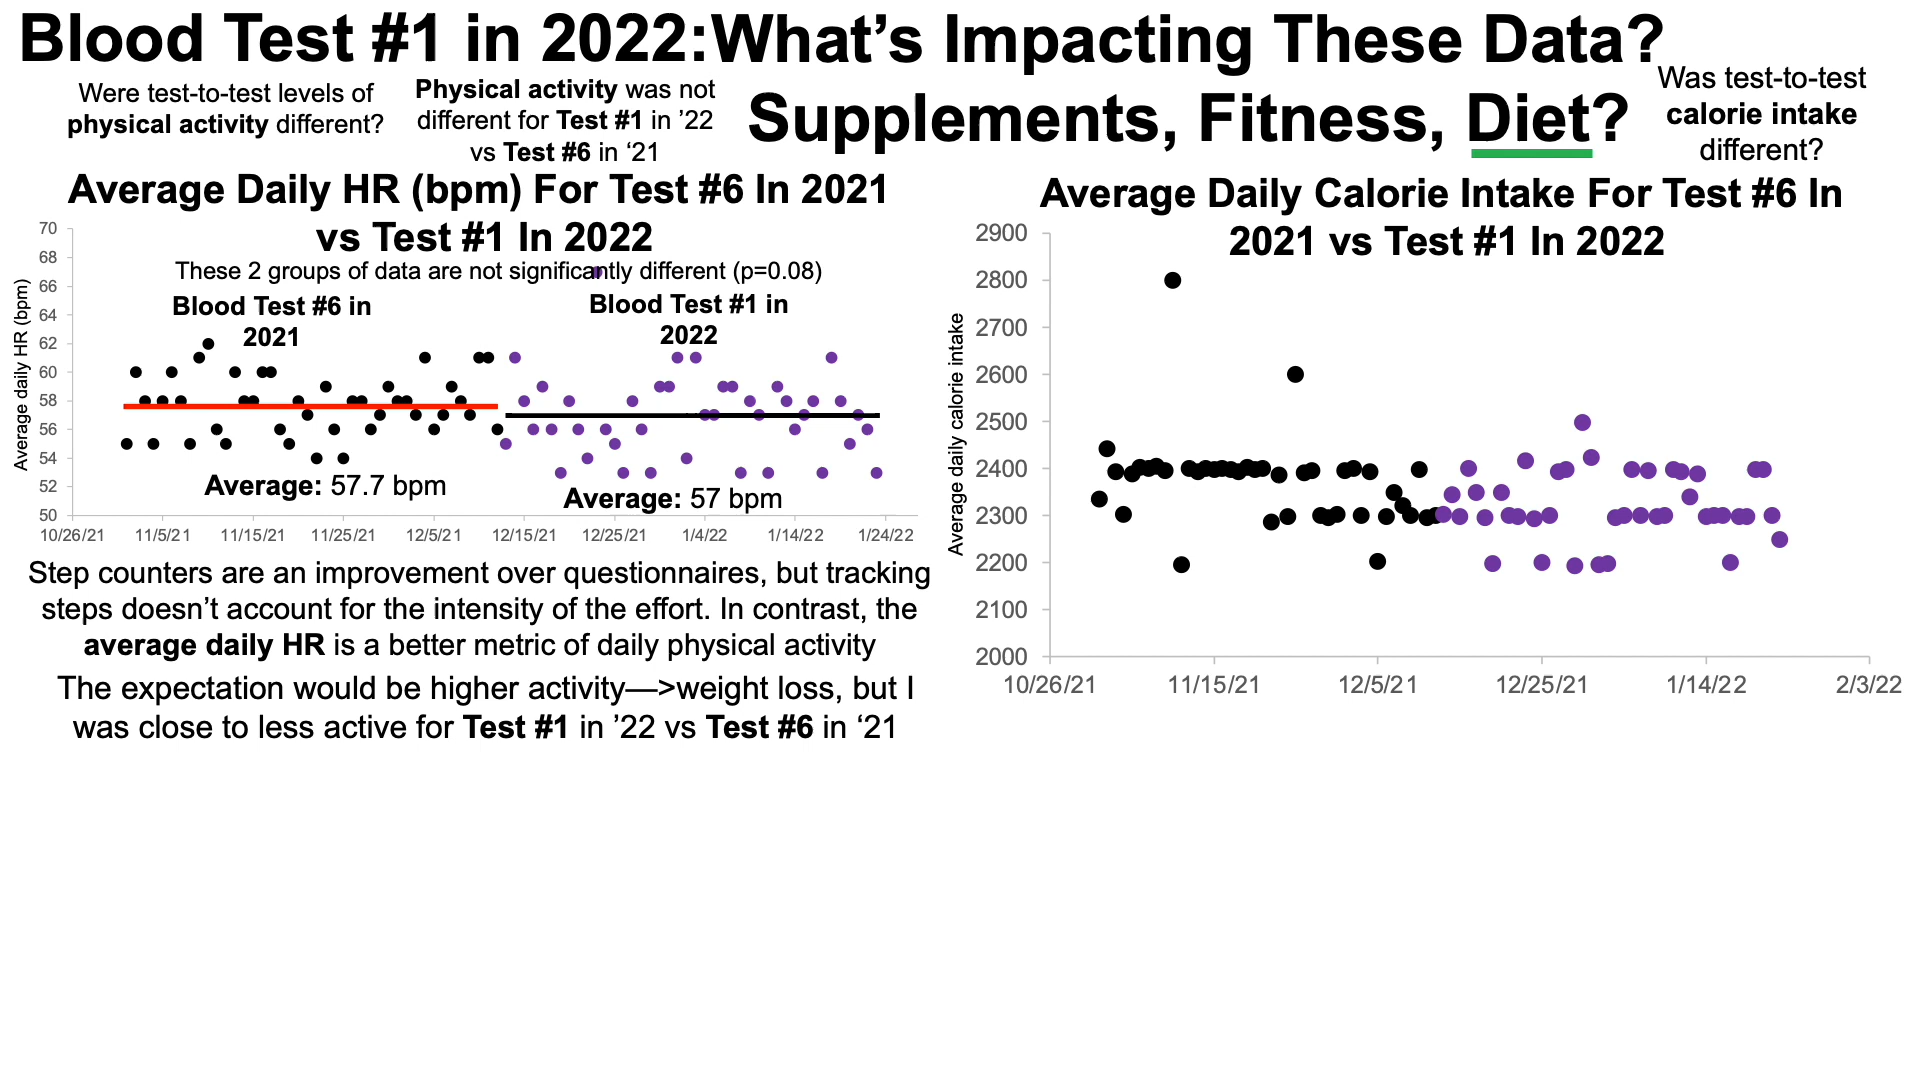 Blood Test #1 in 2022:What’s Impacting These Data?
Supplements, Fitness, Diet?
Were test-to-test levels of
physical activity different?
Physical activity was not
different for Test #1 in ’22
vs Test #6 in ‘21
Was test-to-test
calorie intake
different?
Average Daily HR (bpm) For Test #6 In 2021
vs Test #1 In 2022
These 2 groups of data are not significantly different (p=0.08)
Blood Test #6 in
2021
Blood Test #1 in
2022
Average daily HR (bpm)
70
68
66
64
62
60
58
56
54
52
50
Average: 57.7 bpm
Average: 57 bpm
10/26/21 11/5/21 11/15/21 11/25/21 12/5/21 12/15/21 12/25/21 1/4/22 1/14/22 1/24/22
Step counters are an improvement over questionnaires, but tracking
steps doesn’t account for the intensity of the effort. In contrast, the
average daily HR is a better metric of daily physical activity
The expectation would be higher activity—>weight loss, but I
was close to less active for Test #1 in ’22 vs Test #6 in ‘21
Average Daily Calorie Intake For Test #6 In
2021 vs Test #1 In 2022
Average daily calorie intake
2900
2800
2700
2600
2500
2400
2300
2200
2100
2000
10/26/21 11/15/21 12/5/21 12/25/21 1/14/22 2/3/22